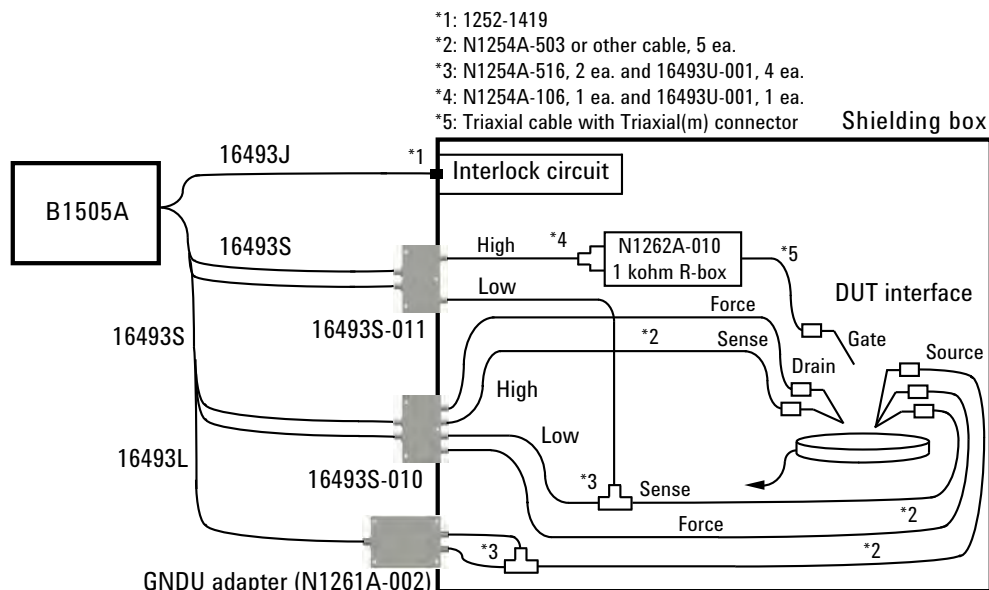 *1: 1252-1419
*2: N1254A-503 or other cable, 5 ea.
*3: N1254A-516, 2 ea. and 16493U-001, 4 ea.
*4: N1254A-106, 1 ea. and 16493U-001, 1 ea.
*5: Triaxial cable with Triaxial(m) connector
Shielding box
16493J
*1
Interlock circuit
B1505A
16493S
High
*4
N1262A-010
1 kohm R-box
*5
Low
DUT interface
16493S-011
Force
16493S
*2
Sense
Gate
Source
Drain
High
Low
16493L
16493S-010
*3
Sense
*2
Force
*3
*2
GNDU adapter (N1261A-002)